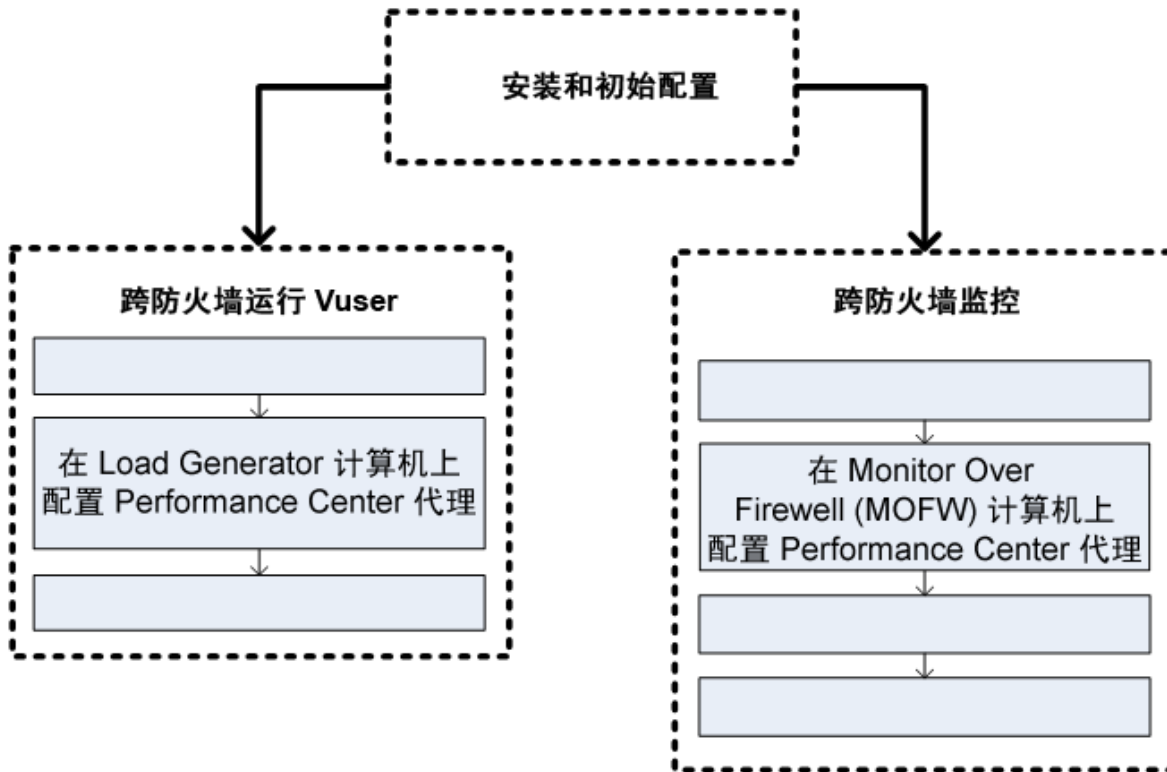 安装和初始配置
跨防火墙运行 Vuser
在 Load Generator 计算机上
配置 Performance Center 代理
跨防火墙监控
在 Monitor Over
Firewell (MOFW) 计算机上
配置 Performance Center 代理